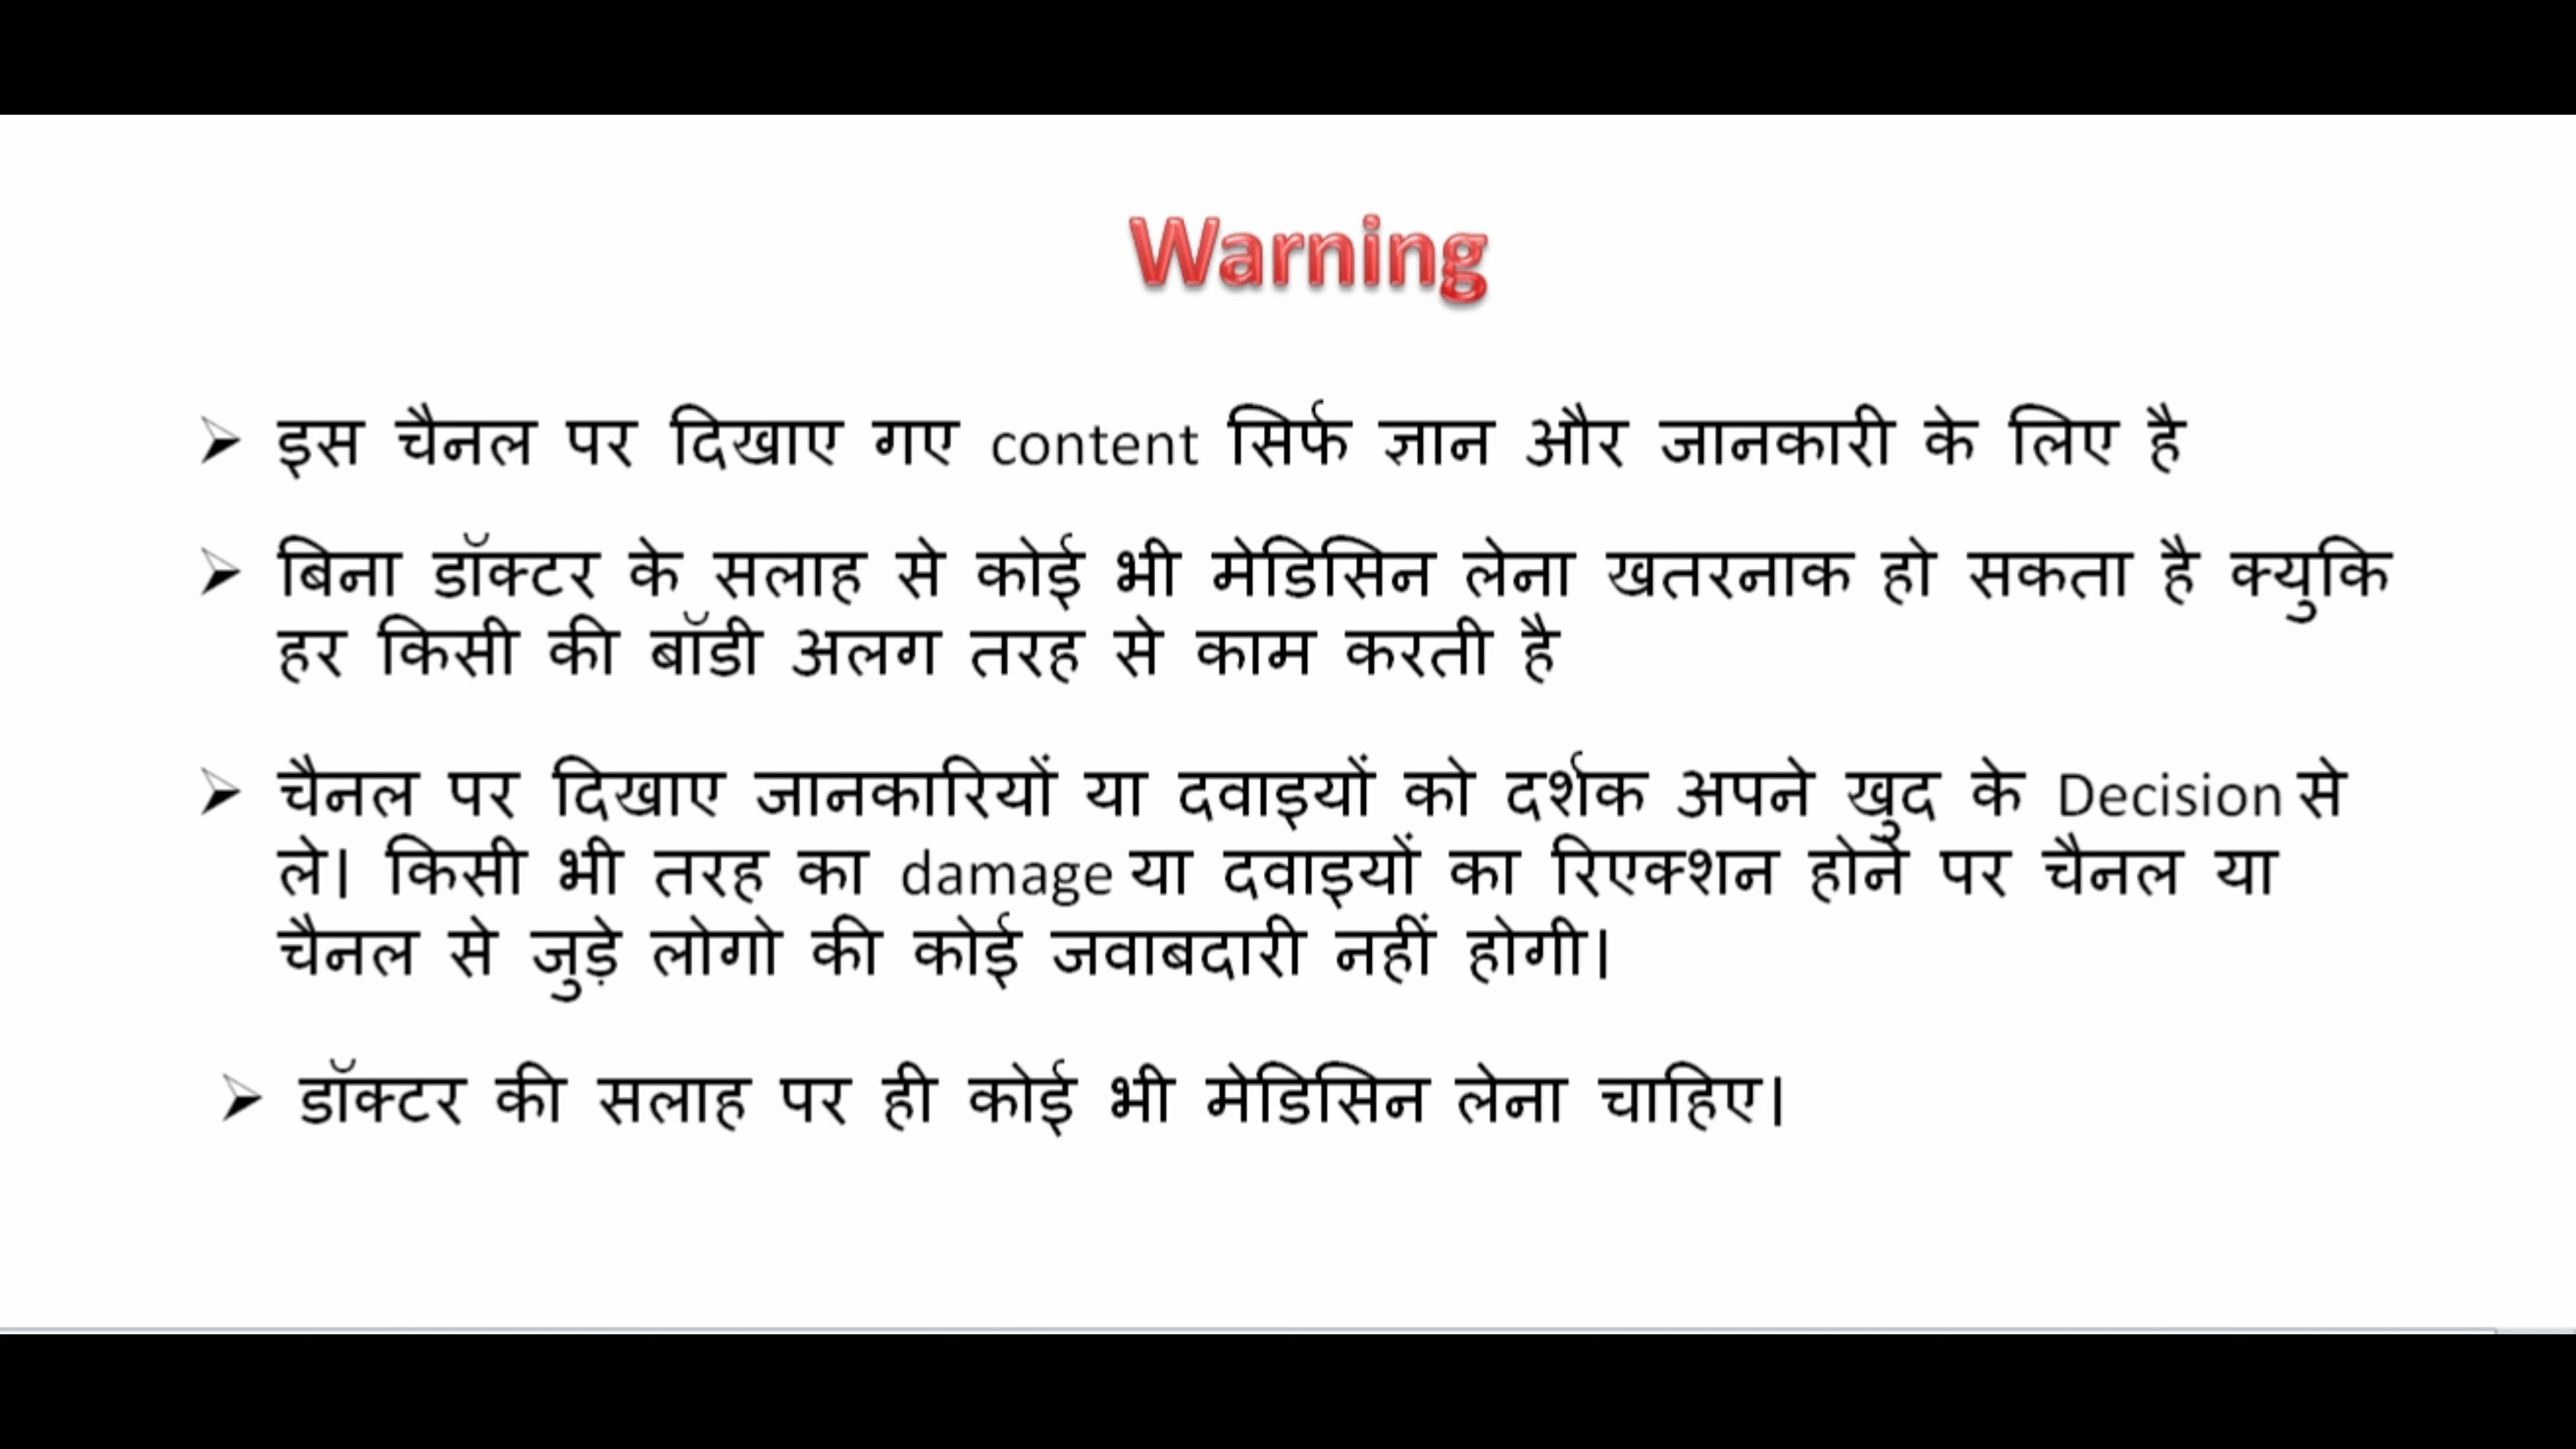 Warning
इस चैनल पर दिखाए गए content सिर्फ ज्ञान और जानकारी के लिए है
बिना डॉक्टर के सलाह से कोई भी मेडिसिन लेना खतरनाक हो सकता है क्युकि
हर किसी की बॉडी अलग तरह से काम करती है
चैनल पर दिखाए जानकारियों या दवाइयों को दर्शक अपने खुद के Decision से
ले। किसी भी तरह का damage या दवाइयों का रिएक्शन होने पर चैनल या
चैनल से जुड़े लोगो की कोई जवाबदारी नहीं होगी।
डॉक्टर की सलाह पर ही कोई भी मेडिसिन लेना चाहिए।